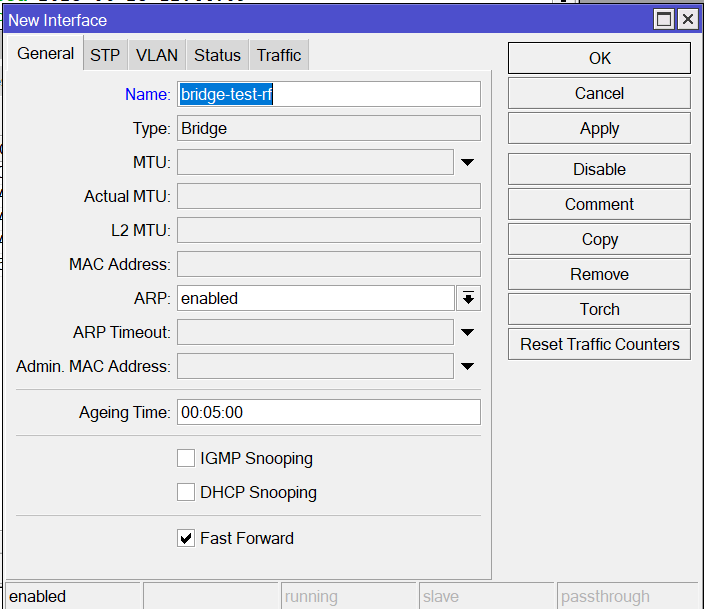 New Interface
General STP VLAN Status Traffic
Name: bridge-test-rf
Type: Bridge
MTU:
Actual MTU:
L2 MTU:
MAC Address:
ARP: enabled
ARP Timeout:
Admin. MAC Address:
Ageing Time: 00:05:00
IGMP Snooping
DHCP Snooping
Fast Forward
OK
Cancel
Apply
Disable
Comment
Copy
Remove
Torch
Reset Traffic Counters
enabled running slave passthrough